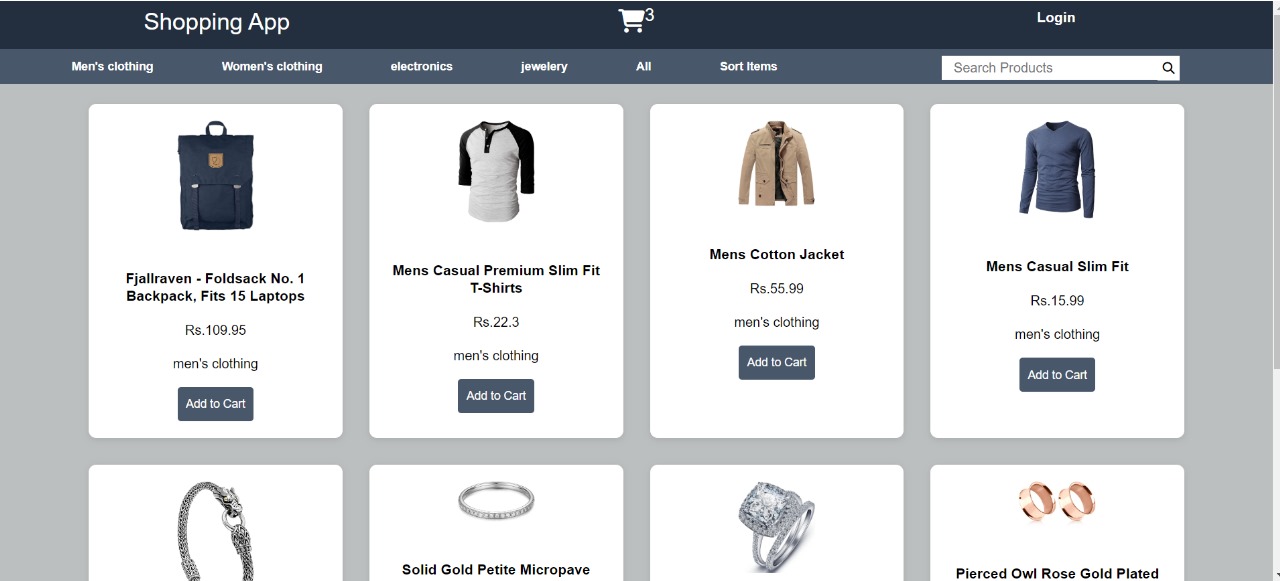 Shopping App
3
Login
Men's clothing
Women's clothing
electronics
jewelery
All
Sort Items
Search Products
Fjallraven - Foldsack No. 1
Backpack, Fits 15 Laptops
Rs.109.95
men's clothing
Add to Cart
Mens Casual Premium Slim Fit
T-Shirts
Rs.22.3
men's clothing
Add to Cart
Mens Cotton Jacket
Rs.55.99
men's clothing
Add to Cart
Mens Casual Slim Fit
Rs.15.99
men's clothing
Add to Cart
Solid Gold Petite Micropave
Pierced Owl Rose Gold Plated